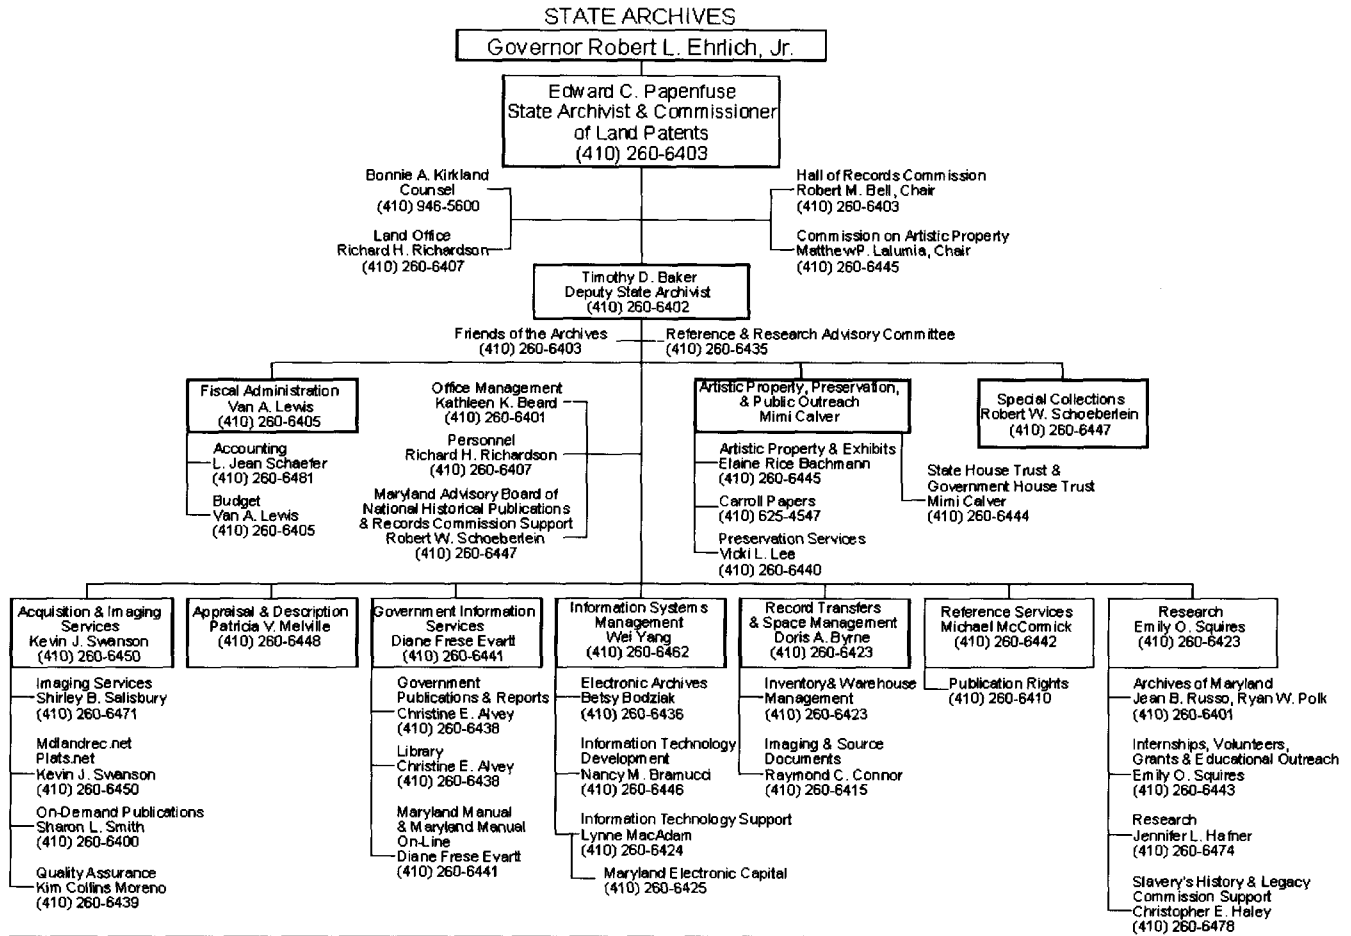 STATE ARCHIVES
Governor Robert L. Ehrlich, Jr.
Edward C. Papenfuse
State Archivist & Commissioner
of Land Patents
(410) 260-6403
Bonnie A. Kirkland
Counsel
(410) 946-5600
Land Office
Richard H. Richardson
(410) 260-6407
Hall of Records Commission
Robert M. Bell, Chair
(410) 260-6403
Commission on Artistic Property
Matthew P. Lalumia, Chair
(410) 260-6445
Timothy D. Baker
Deputy State Archivist
(410) 260-6402
Friends of the Archives
(410) 260-6403
Reference & Research Advisory Committee
(410) 260-6435
Fiscal Administration
Van A. Lewis
(410) 260-6405
Accounting
L. Jean Schaefer
(410) 260-6481
Budget
Van A. Lewis
(410) 260-6405
Office Management
Kathleen K. Beard
(410) 260-6401
Personnel
Richard H. Richardson
(410) 260-6407
Maryland Advisory Board of
National Historical Publications
& Records Commission Support
Robert W. Schoeberlein
(410) 260-6447
Artistic Property, Preservation,
& Public Outreach
Mimi Calver
Artistic Property & Exhibits
Elaine Rice Bachmann
(410) 260-6445
Carroll Papers
(410) 625-4547
Preservation Services
Vicki L. Lee
(410) 260-6440
State House Trust &
Government House Trust
Mimi Calver
(410) 260-6444
Special Collections
Robert W. Schoeberlein
(410) 260-6447
Acquisition & Imaging
Services
Kevin J. Swanson
(410) 260-6450
Imaging Services
Shirley B. Salisbury
(410) 260-6471
Mdlandrec.net
Plats.net
Kevin J. Swanson
(410) 260-6450
On-Demand Publications
Sharon L. Smith
(410) 260-6400
Quality Assurance
Kim Collins Moreno
(410) 260-6439
Appraisal & Description
Patricia V. Melville
(410) 260-6448
Government Information
Services
Diane Frese Evartt
(410) 260-6441
Government
Publications & Reports
Christine E. Alvey
(410) 260-6438
Library
Christine E. Alvey
(410) 260-6438
Maryland Manual
& Maryland Manual
On-Line
Diane Frese Evartt
(410) 260-6441
Information Systems
Management
Wei Yang
(410) 260-6462
Electronic Archives
Betsy Bodziak
(410) 260-6436
Information Technology
Development
Nancy M. Bramucci
(410) 260-6446
Information Technology Support
Lynne MacAdam
(410) 260-6424
Maryland Electronic Capital
(410) 260-6425
Record Transfers
& Space Management
Doris A. Byrne
(410) 260-6423
Inventory & Warehouse
Management
(410) 260-6423
Imaging & Source
Documents
Raymond C. Connor
(410) 260-6415
Reference Services
Michael McCormick
(410) 260-6442
Publication Rights
(410) 260-6410
Research
Emily O. Squires
(410) 260-6423
Archives of Maryland
Jean B. Russo, Ryan W. Polk
(410) 260-6401
Internships, Volunteers,
Grants & Educational Outreach
Emily O. Squires
(410) 260-6443
Research
Jennifer L. Hafner
(410) 260-6474
Slavery's History & Legacy
Commission Support
Christopher E. Haley
(410) 260-6478